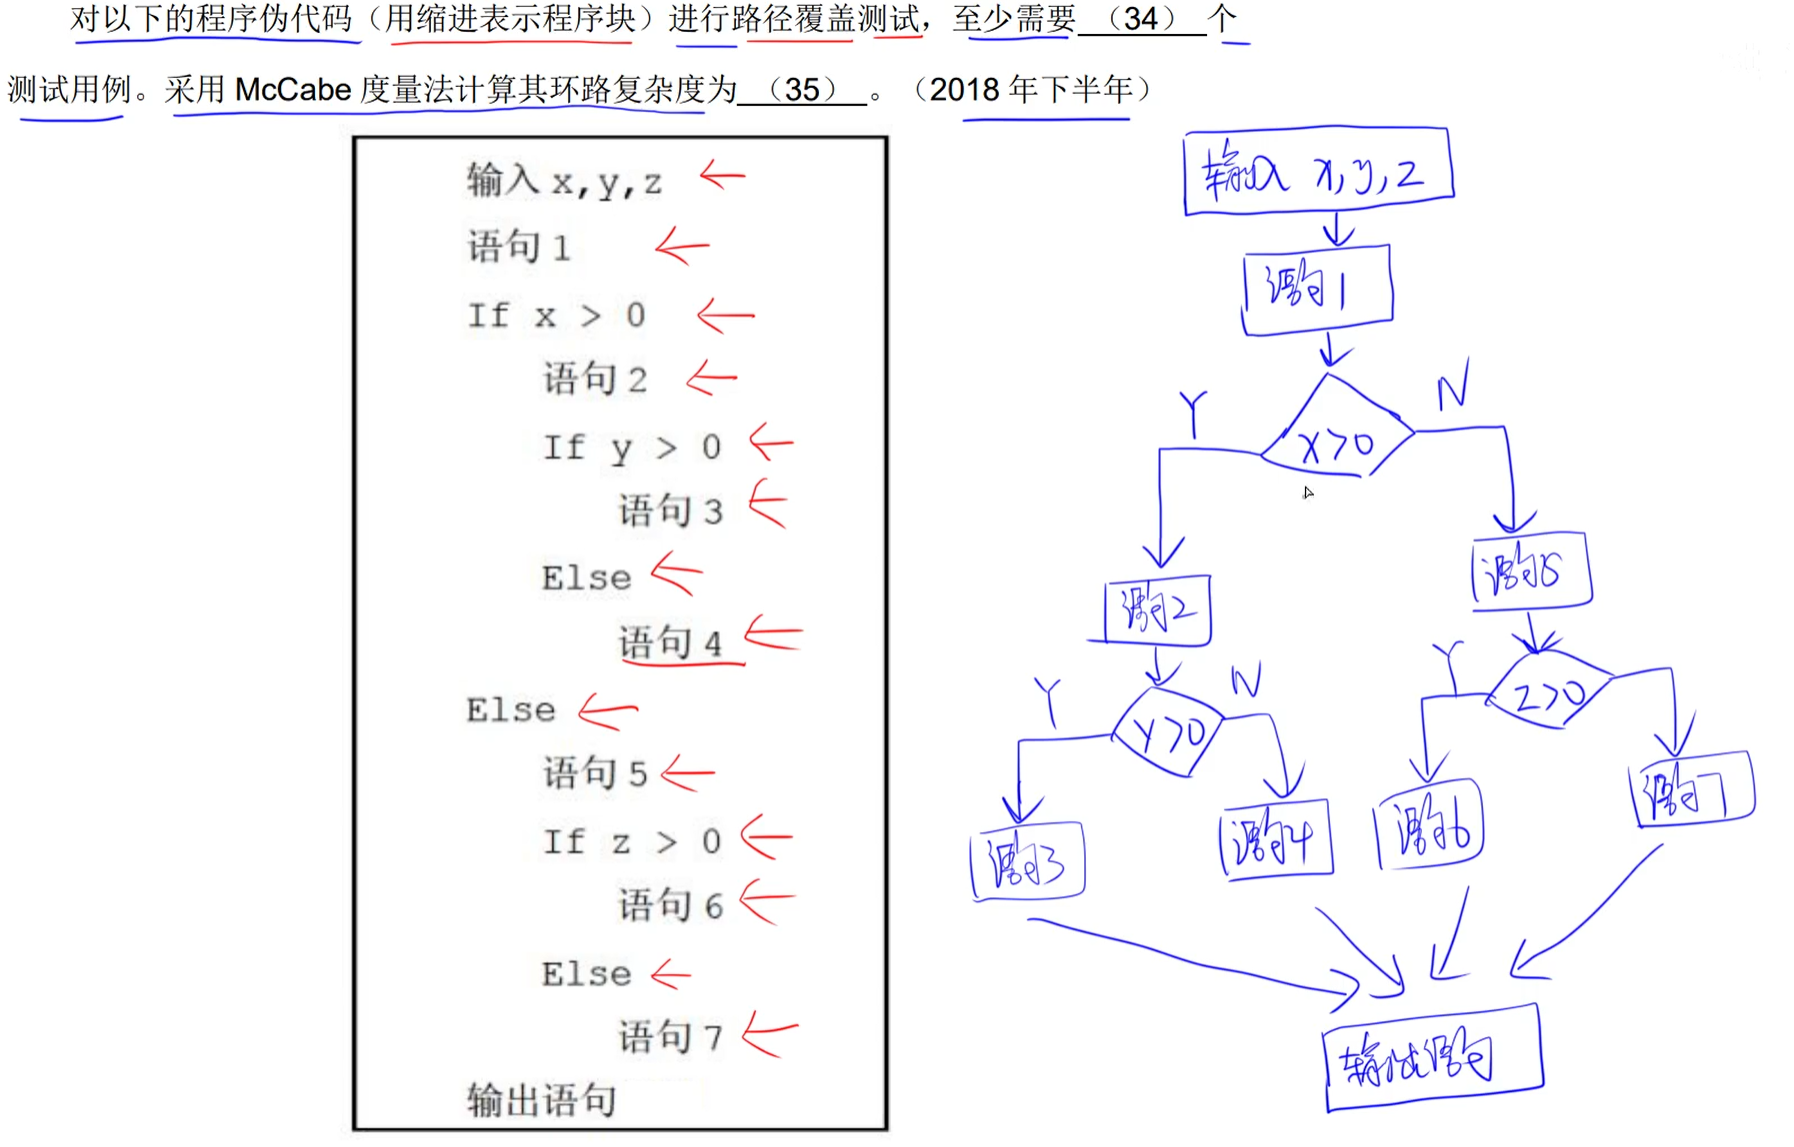 对以下的程序伪代码（用缩进表示程序块）进行路径覆盖测试，至少需要（34）个
测试用例。采用 McCabe 度量法计算其环路复杂度为（35）。（2018 年下半年）
输入 x,y,z
语句 1
If x > 0
语句 2
If y > 0
语句 3
Else
语句 4
Else
语句 5
If z > 0
语句 6
Else
语句 7
输出语句
输入 x,y,z
语句1
x>0
Y
N
语句2
语句5
y>0
Y
N
z>0
Y
语句3
语句4
语句6
语句7
输出语句